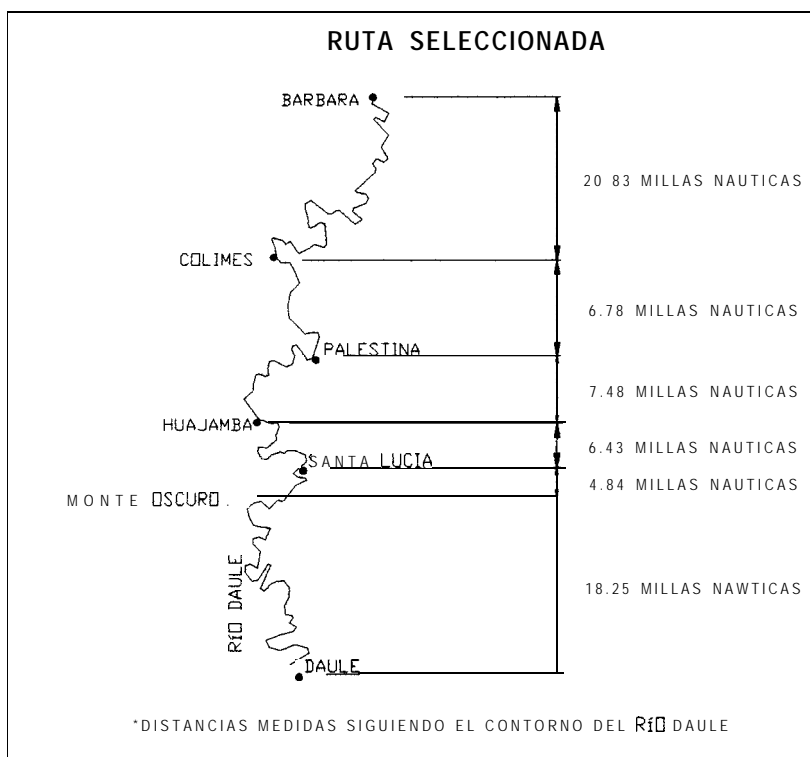 RUTA SELECCIONADA
BARBARA
20 83 MILLAS NAUTICAS
COLIMES
6.78 MILLAS NAUTICAS
PALESTINA
7.48 MILLAS NAUTICAS
HUAJAMBA
6.43 MILLAS NAUTICAS
SANTA LUCIA
4.84 MILLAS NAUTICAS
MONTE OSCURO.
RÍO DAULE
18.25 MILLAS NAWTICAS
DAULE
*DISTANCIAS MEDIDAS SIGUIENDO EL CONTORNO DEL RÍO DAULE